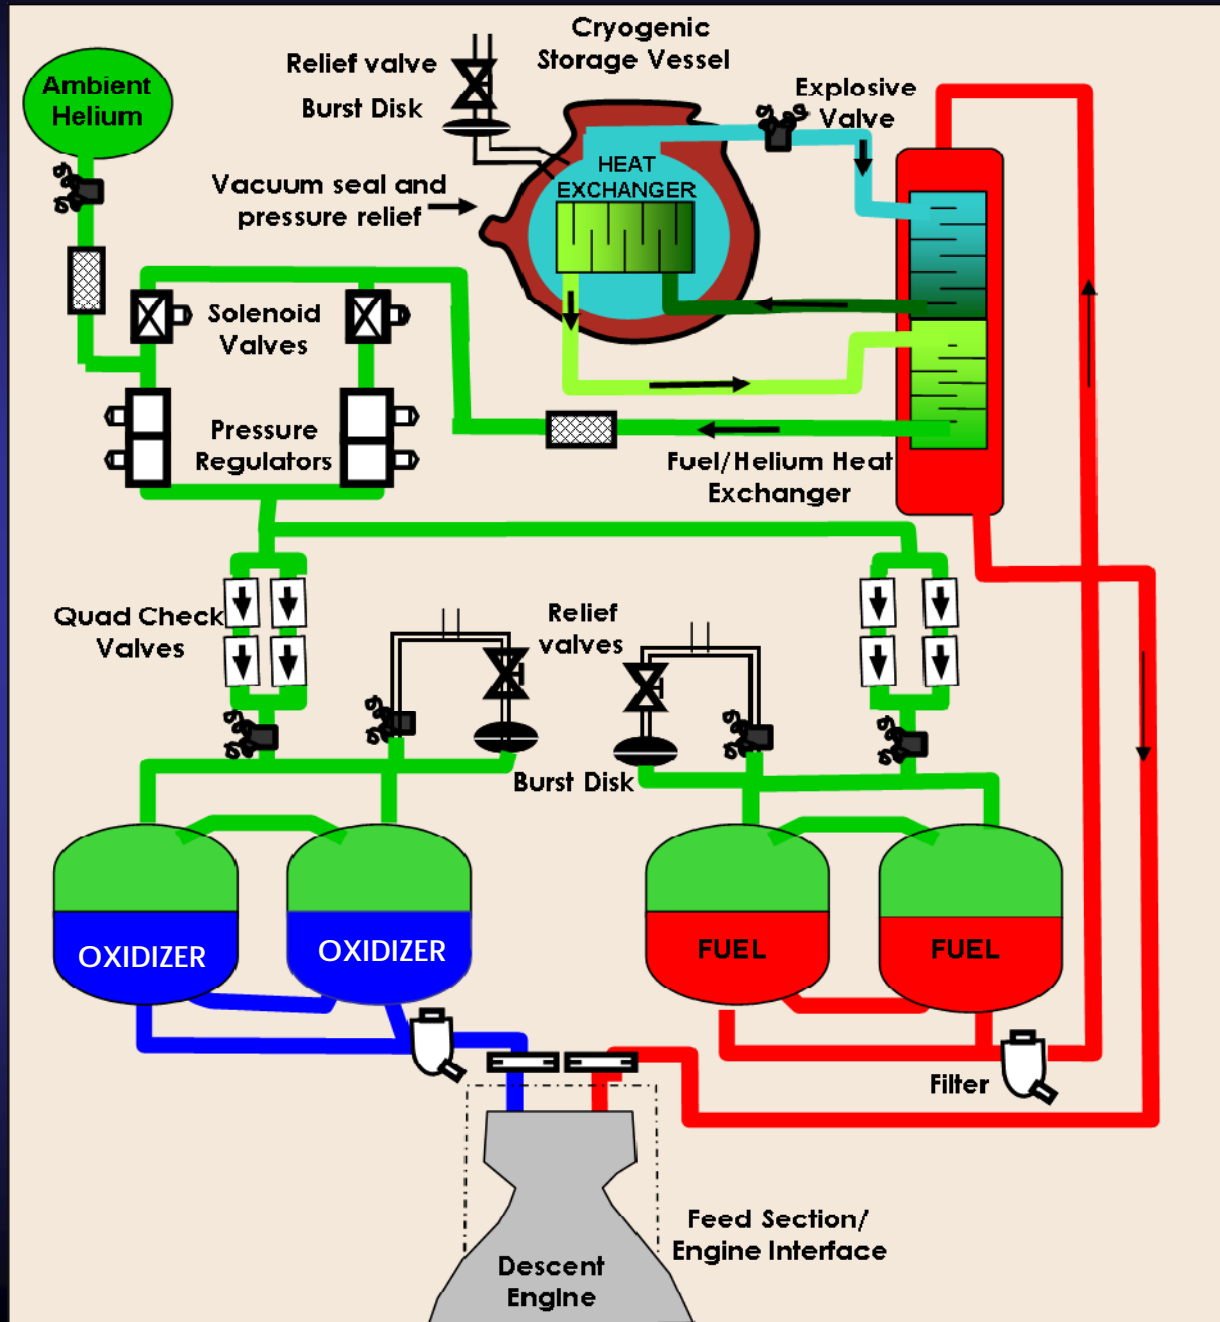 Cryogenic
Storage Vessel
Relief valve
Burst Disk
Ambient
Helium
Explosive
Valve
HEAT
EXCHANGER
Vacuum seal and
pressure relief
Solenoid
Valves
Pressure
Regulators
Fuel/Helium Heat
Exchanger
Quad Check
Valves
Relief
valves
Burst Disk
OXIDIZER
OXIDIZER
FUEL
FUEL
Filter
Feed Section/
Engine Interface
Descent
Engine